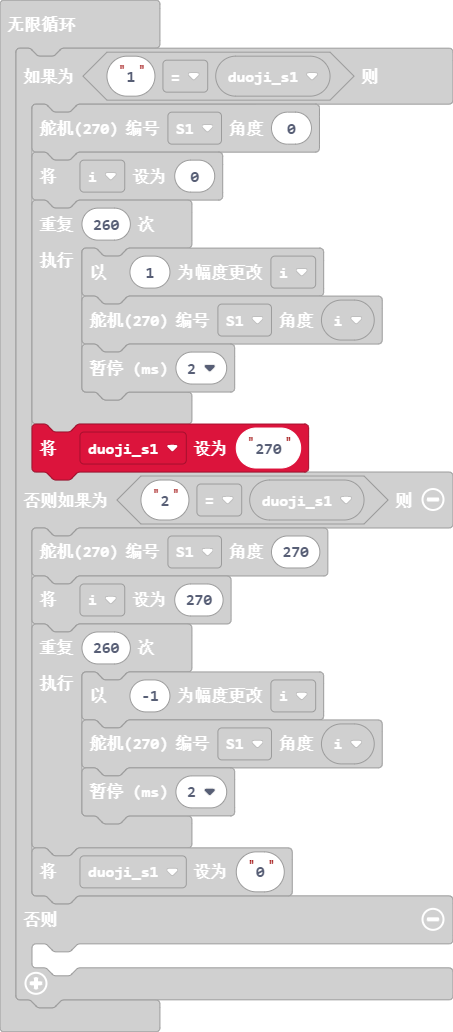 无限循环
如果为 "1" = duoji_s1 则
舵机(270) 编号 S1 角度 0
将 i 设为 0
重复 260 次
执行
以 1 为幅度更改 i
舵机(270) 编号 S1 角度 i
暂停 (ms) 2
将 duoji_s1 设为 "270"
否则如果为 "2" = duoji_s1 则
舵机(270) 编号 S1 角度 270
将 i 设为 270
重复 260 次
执行
以 -1 为幅度更改 i
舵机(270) 编号 S1 角度 i
暂停 (ms) 2
将 duoji_s1 设为 "0"
否则